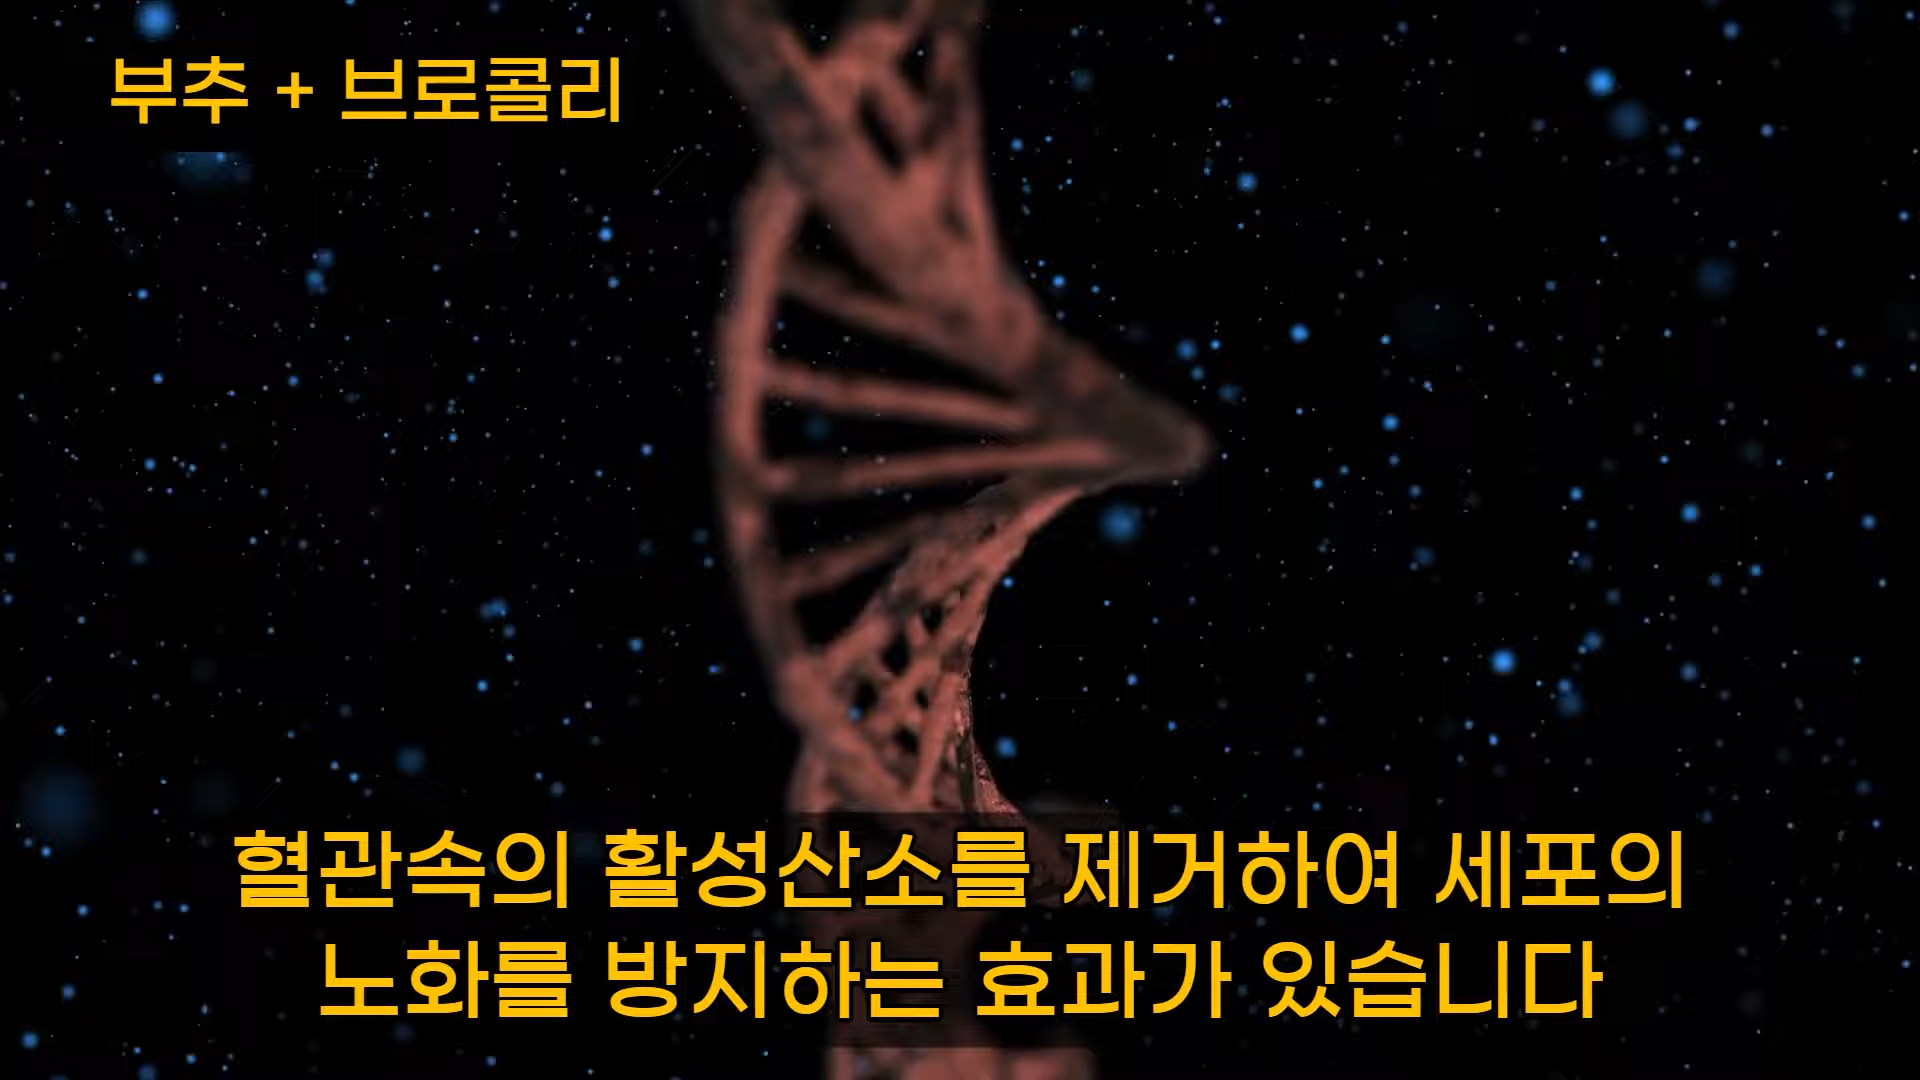 부추 + 브로콜리
혈관속의 활성산소를 제거하여 세포의
노화를 방지하는 효과가 있습니다